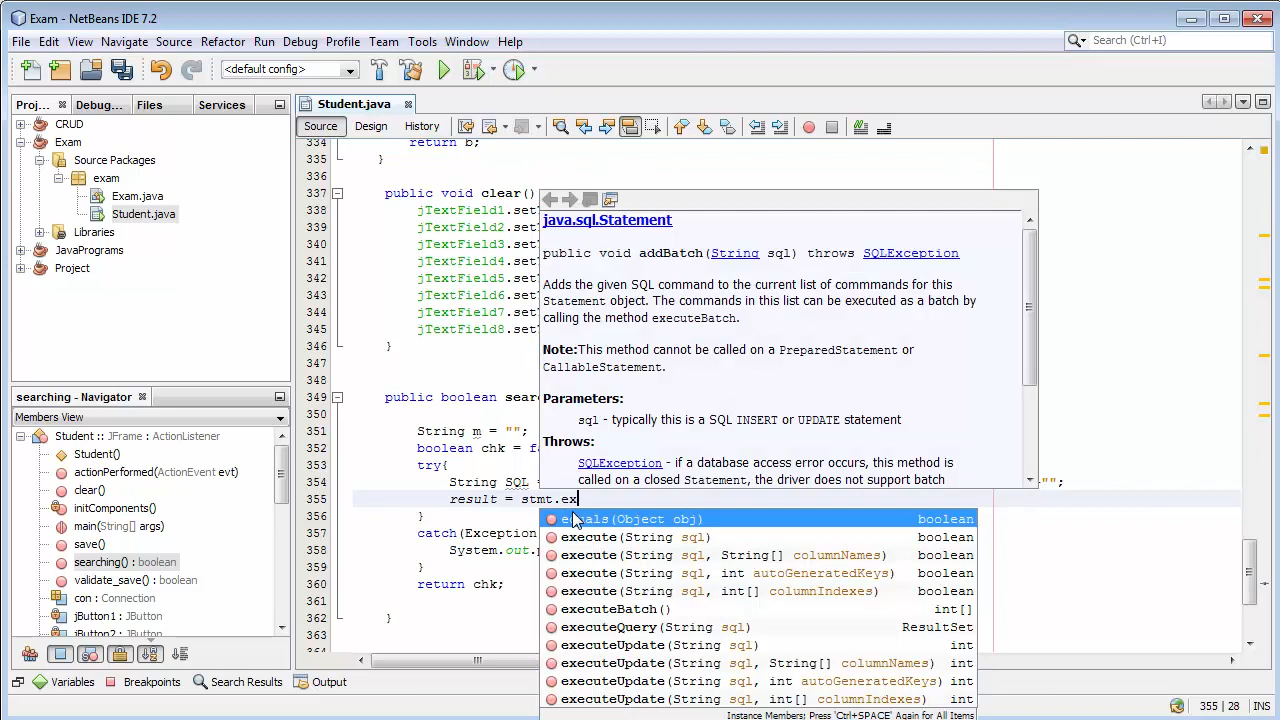 Exam - NetBeans IDE 7.2
File Edit View Navigate Source Refactor Run Debug Profile Team Tools Window Help
Search (Ctrl+I)
<default config>
Proj... Debug... Files Services
Student.java
Source Design History
CRUD
Exam
Source Packages
exam
Exam.java
Student.java
Libraries
JavaPrograms
Project
searching - Navigator
Members View
Student :: JFrame : ActionListener
Student()
actionPerformed(ActionEvent evt)
clear()
initComponents()
main(String[] args)
save()
searching() : boolean
validate_save() : boolean
con : Connection
jButton1 : JButton
jButton2 : JButton
334 return b;
335 }
336
337 public void clear()
338 jTextField1.set
339 jTextField2.set
340 jTextField3.set
341 jTextField4.set
342 jTextField5.set
343 jTextField6.set
344 jTextField7.set
345 jTextField8.set
346 }
347
348
349 public boolean sear
350
351 String m = "";
352 boolean chk = f
353 try{
354 String SQL = "";
355 result = stmt.ex
356 }
357 catch(Exception
358 System.out.
359 }
360 return chk;
361
362 }
363
364
java.sql.Statement
public void addBatch(String sql) throws SQLException
Adds the given SQL command to the current list of commmands for this
Statement object. The commands in this list can be executed as a batch by
calling the method executeBatch.
Note:This method cannot be called on a PreparedStatement or
CallableStatement.
Parameters:
sql - typically this is a SQL INSERT or UPDATE statement
Throws:
SQLException - if a database access error occurs, this method is
called on a closed Statement, the driver does not support batch
equals(Object obj) boolean
execute(String sql) boolean
execute(String sql, String[] columnNames) boolean
execute(String sql, int autoGeneratedKeys) boolean
execute(String sql, int[] columnIndexes) boolean
executeBatch() int[]
executeQuery(String sql) ResultSet
executeUpdate(String sql) int
executeUpdate(String sql, String[] columnNames) int
executeUpdate(String sql, int autoGeneratedKeys) int
executeUpdate(String sql, int[] columnIndexes) int
Instance Members; Press 'Ctrl+SPACE' Again for All Items
Variables Breakpoints Search Results Output
355 | 28 INS